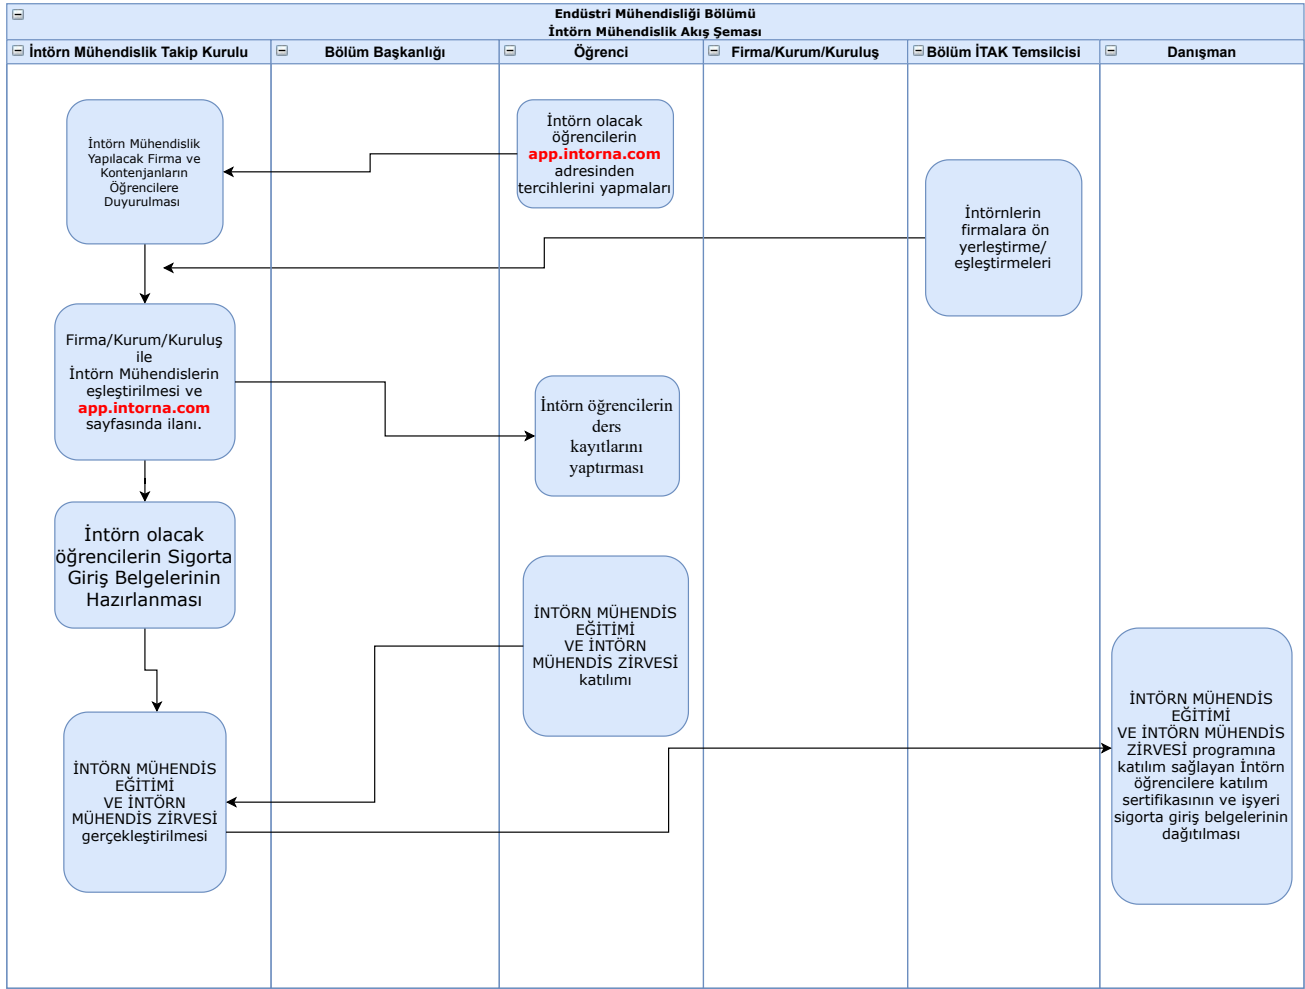 Endüstri Mühendisliği Bölümü
İntörn Mühendislik Akış Şeması
İntörn Mühendislik Takip Kurulu
Bölüm Başkanlığı
Öğrenci
Firma/Kurum/Kuruluş
Bölüm İTAK Temsilcisi
Danışman
İntörn Mühendislik
Yapılacak Firma ve
Kontenjanların
Öğrencilere
Duyurulması
İntörn olacak
öğrencilerin
app.intorna.com
adresinden
tercihlerini yapmaları
İntörnlerin
firmalara ön
yerleştirme/
eşleştirmeleri
Firma/Kurum/Kuruluş
ile
İntörn Mühendislerin
eşleştirilmesi ve
app.intorna.com
sayfasında ilanı.
İntörn öğrencilerin
ders
kayıtlarını
yaptırması
İntörn olacak
öğrencilerin Sigorta
Giriş Belgelerinin
Hazırlanması
İNTÖRN MÜHENDİS
EĞİTİMİ
VE İNTÖRN
MÜHENDİS ZİRVESİ
katılımı
İNTÖRN MÜHENDİS
EĞİTİMİ
VE İNTÖRN
MÜHENDİS ZİRVESİ
gerçekleştirilmesi
İNTÖRN MÜHENDİS
EĞİTİMİ
VE İNTÖRN MÜHENDİS
ZİRVESİ programına
katılım sağlayan İntörn
öğrencilere katılım
sertifikasının ve işyeri
sigorta giriş belgelerinin
dağıtılması